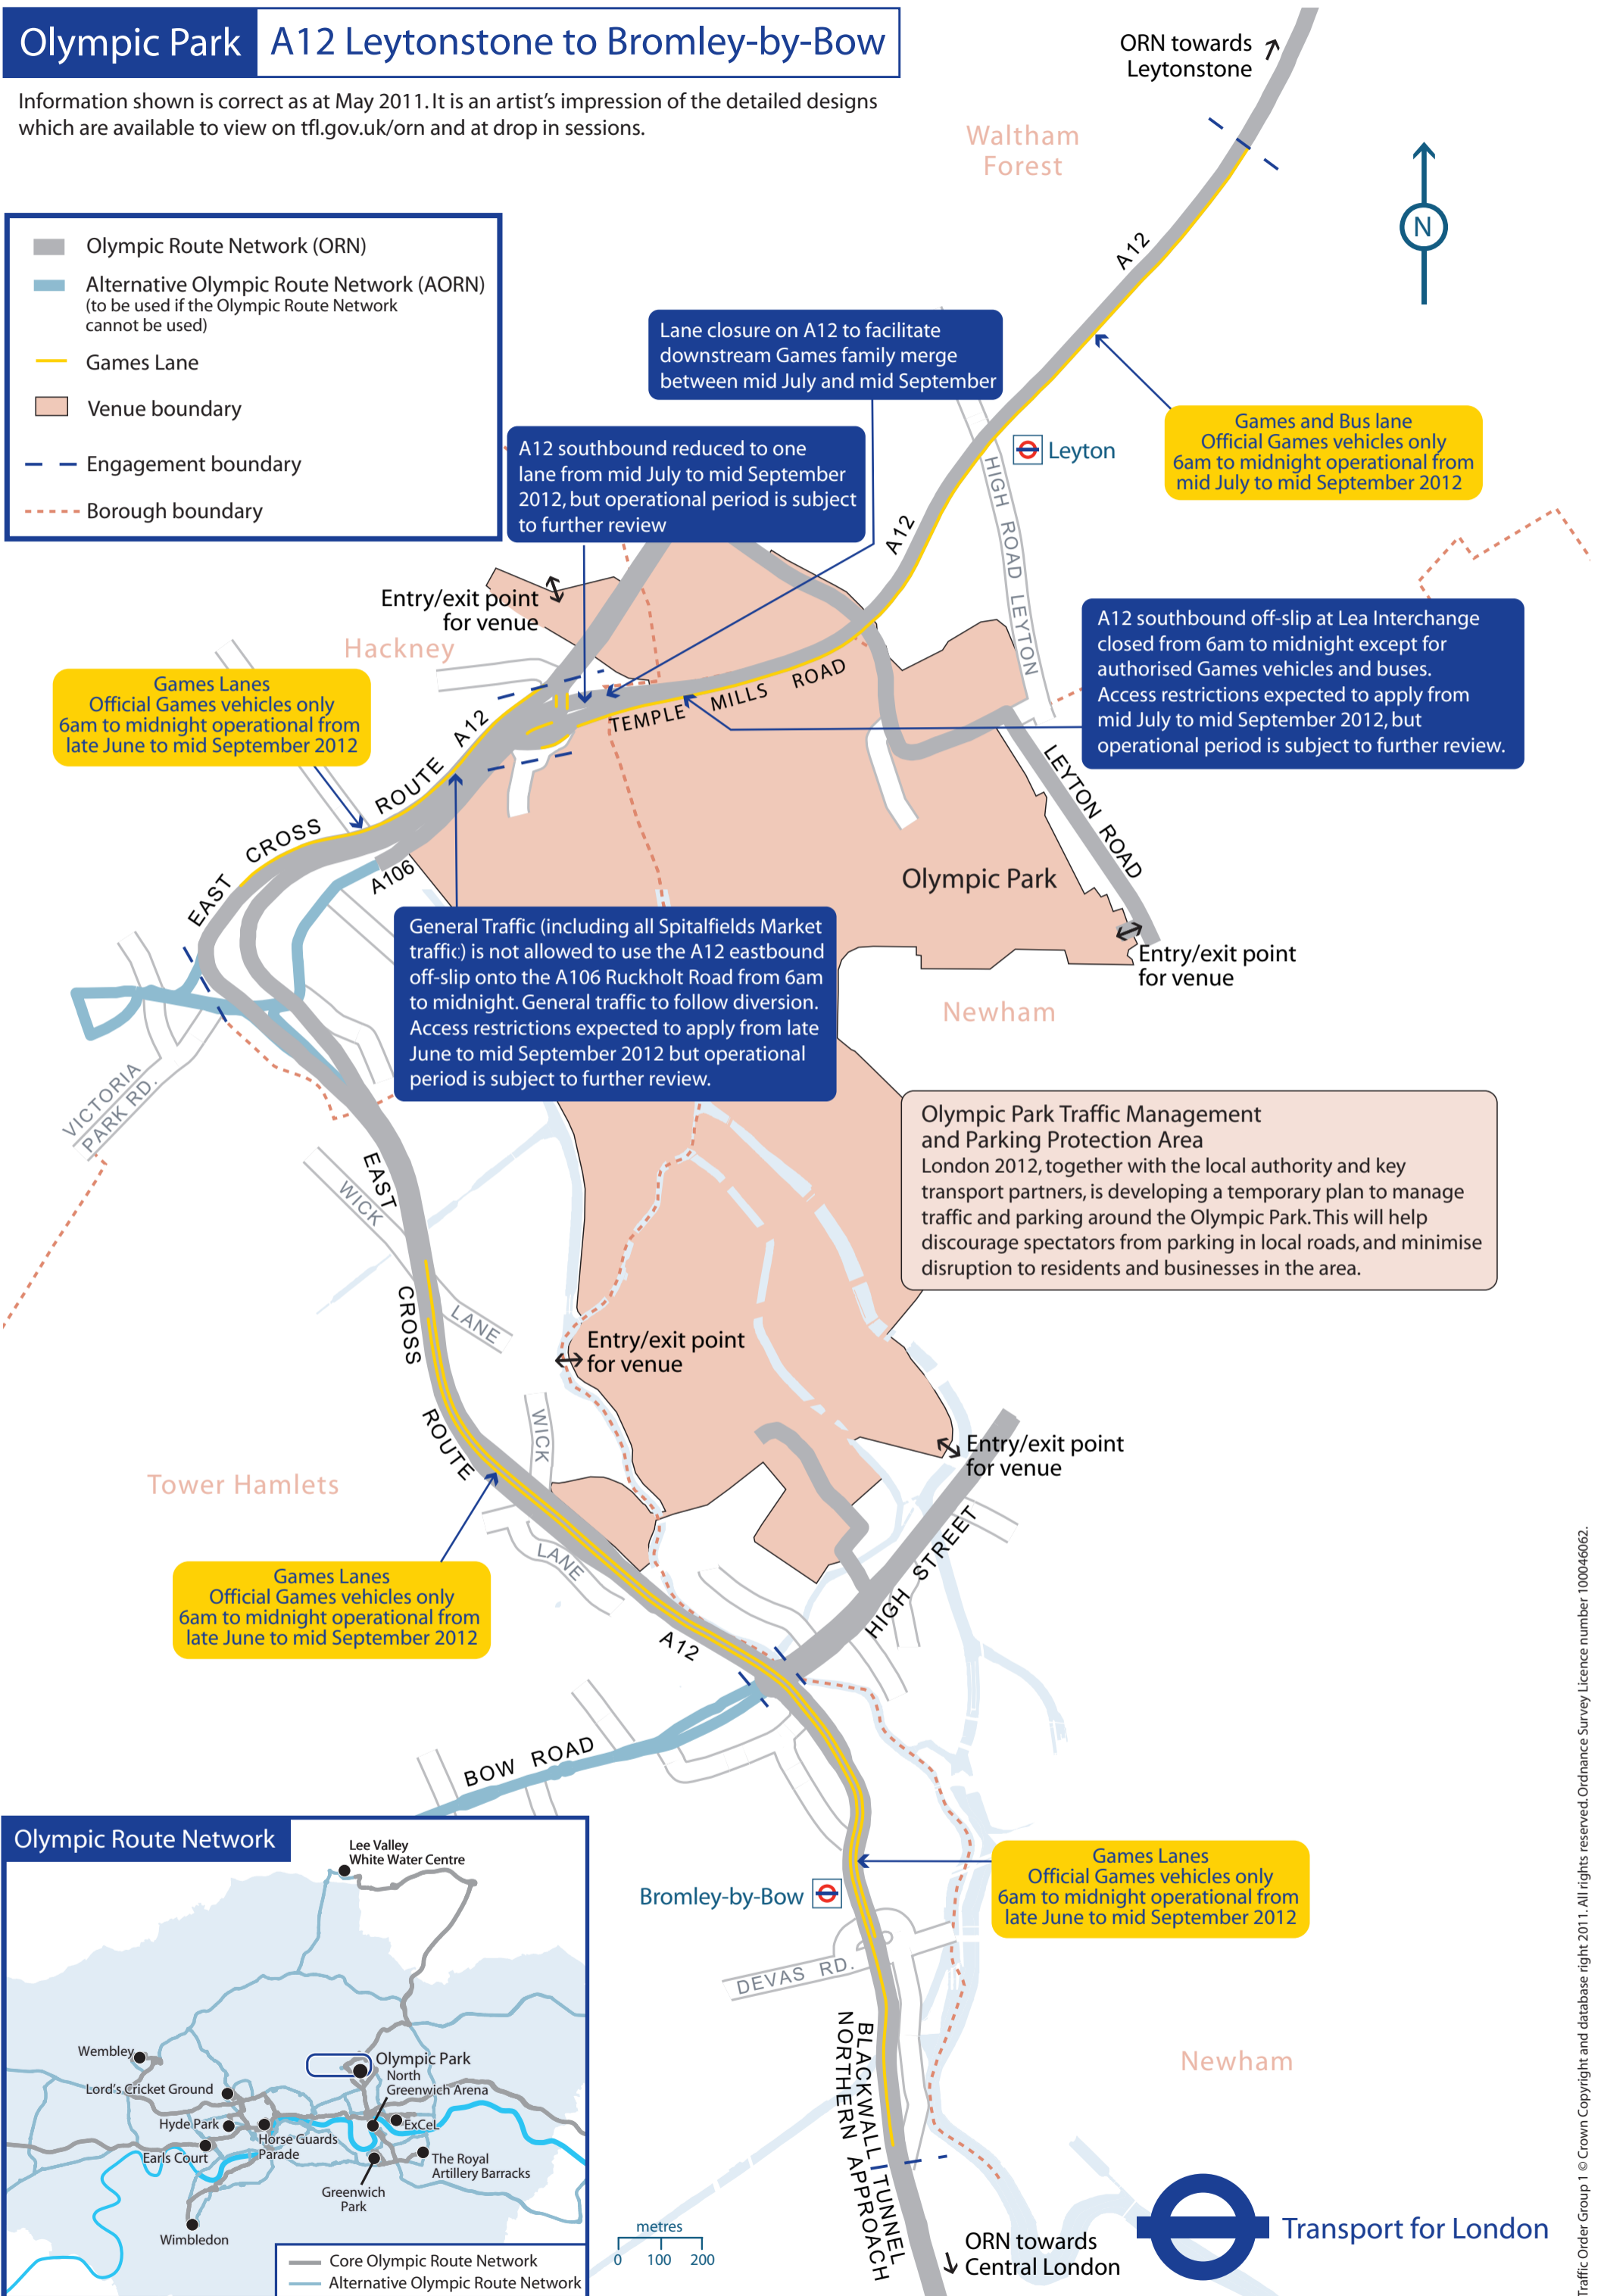 Olympic Park
A12 Leytonstone to Bromley-by-Bow
Information shown is correct as at May 2011. It is an artist's impression of the detailed designs
which are available to view on tfl.gov.uk/orn and at drop in sessions.
ORN towards
Leytonstone
Waltham
Forest
N
A12
Olympic Route Network (ORN)
Alternative Olympic Route Network (AORN)
(to be used if the Olympic Route Network
cannot be used)
Games Lane
Venue boundary
Engagement boundary
Borough boundary
Lane closure on A12 to facilitate
downstream Games family merge
between mid July and mid September
A12 southbound reduced to one
lane from mid July to mid September
2012, but operational period is subject
to further review
Leyton
Games and Bus lane
Official Games vehicles only
6am to midnight operational from
mid July to mid September 2012
HIGH ROAD LEYTON
A12
Entry/exit point
for venue
Hackney
A12 southbound off-slip at Lea Interchange
closed from 6am to midnight except for
authorised Games vehicles and buses.
Access restrictions expected to apply from
mid July to mid September 2012, but
operational period is subject to further review.
Games Lanes
Official Games vehicles only
6am to midnight operational from
late June to mid September 2012
TEMPLE MILLS ROAD
EAST CROSS ROUTE A12
A106
LEYTON ROAD
Olympic Park
Entry/exit point
for venue
Newham
General Traffic (including all Spitalfields Market
traffic) is not allowed to use the A12 eastbound
off-slip onto the A106 Ruckholt Road from 6am
to midnight. General traffic to follow diversion.
Access restrictions expected to apply from late
June to mid September 2012 but operational
period is subject to further review.
VICTORIA
PARK RD.
Olympic Park Traffic Management
and Parking Protection Area
London 2012, together with the local authority and key
transport partners, is developing a temporary plan to manage
traffic and parking around the Olympic Park. This will help
discourage spectators from parking in local roads, and minimise
disruption to residents and businesses in the area.
EAST CROSS ROUTE
WICK LANE
Entry/exit point
for venue
WICK LANE
Entry/exit point
for venue
Tower Hamlets
HIGH STREET
Games Lanes
Official Games vehicles only
6am to midnight operational from
late June to mid September 2012
A12
BOW ROAD
Games Lanes
Official Games vehicles only
6am to midnight operational from
late June to mid September 2012
Bromley-by-Bow
DEVAS RD.
BLACKWALL TUNNEL
NORTHERN APPROACH
Newham
Olympic Route Network
Lee Valley
White Water Centre
Wembley
Olympic Park
North
Greenwich Arena
Lord's Cricket Ground
Hyde Park
ExCeL
Horse Guards
Parade
Earls Court
The Royal
Artillery Barracks
Greenwich
Park
Wimbledon
Core Olympic Route Network
Alternative Olympic Route Network
metres
0 100 200
ORN towards
Central London
Transport for London
Traffic Order Group 1 © Crown Copyright and database right 2011. All rights reserved. Ordnance Survey Licence number 100046062.